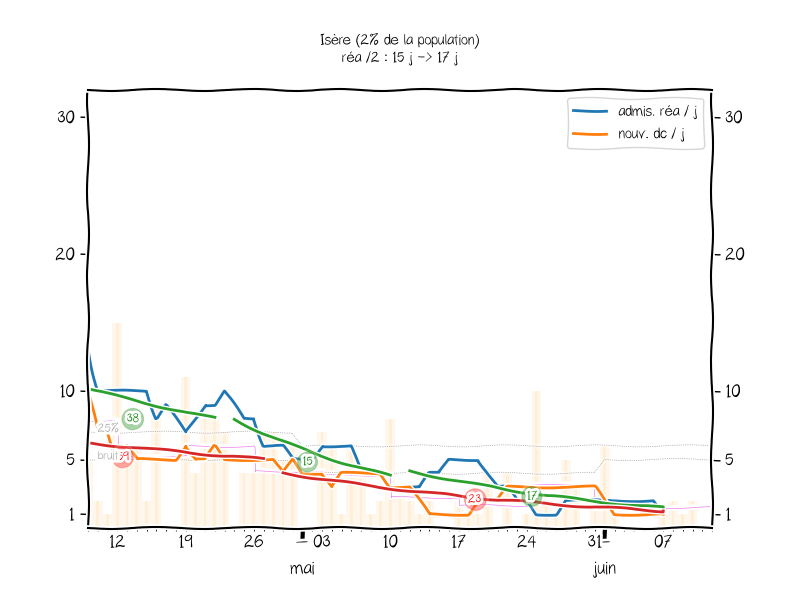 Isère (2% de la population)
réa /2 : 15 j -> 17 j
admis. réa / j
nouv. dc / j
30
30
20
20
10
10
5
5
1
1
25%
bruit
38
15
23
17
12 19 26 03 10 17 24 31 07
mai juin